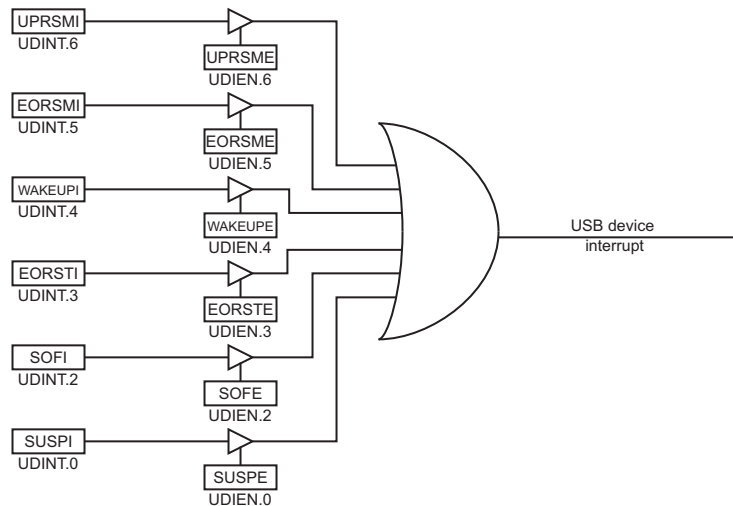 UPRSMI
UDINT.6
UPRSME
UDIEN.6
EORSMI
UDINT.5
EORSME
UDIEN.5
WAKEUPI
UDINT.4
WAKEUPE
UDIEN.4
EORSTI
UDINT.3
EORSTE
UDIEN.3
SOFI
UDINT.2
SOFE
UDIEN.2
SUSPI
UDINT.0
SUSPE
UDIEN.0
USB device
interrupt